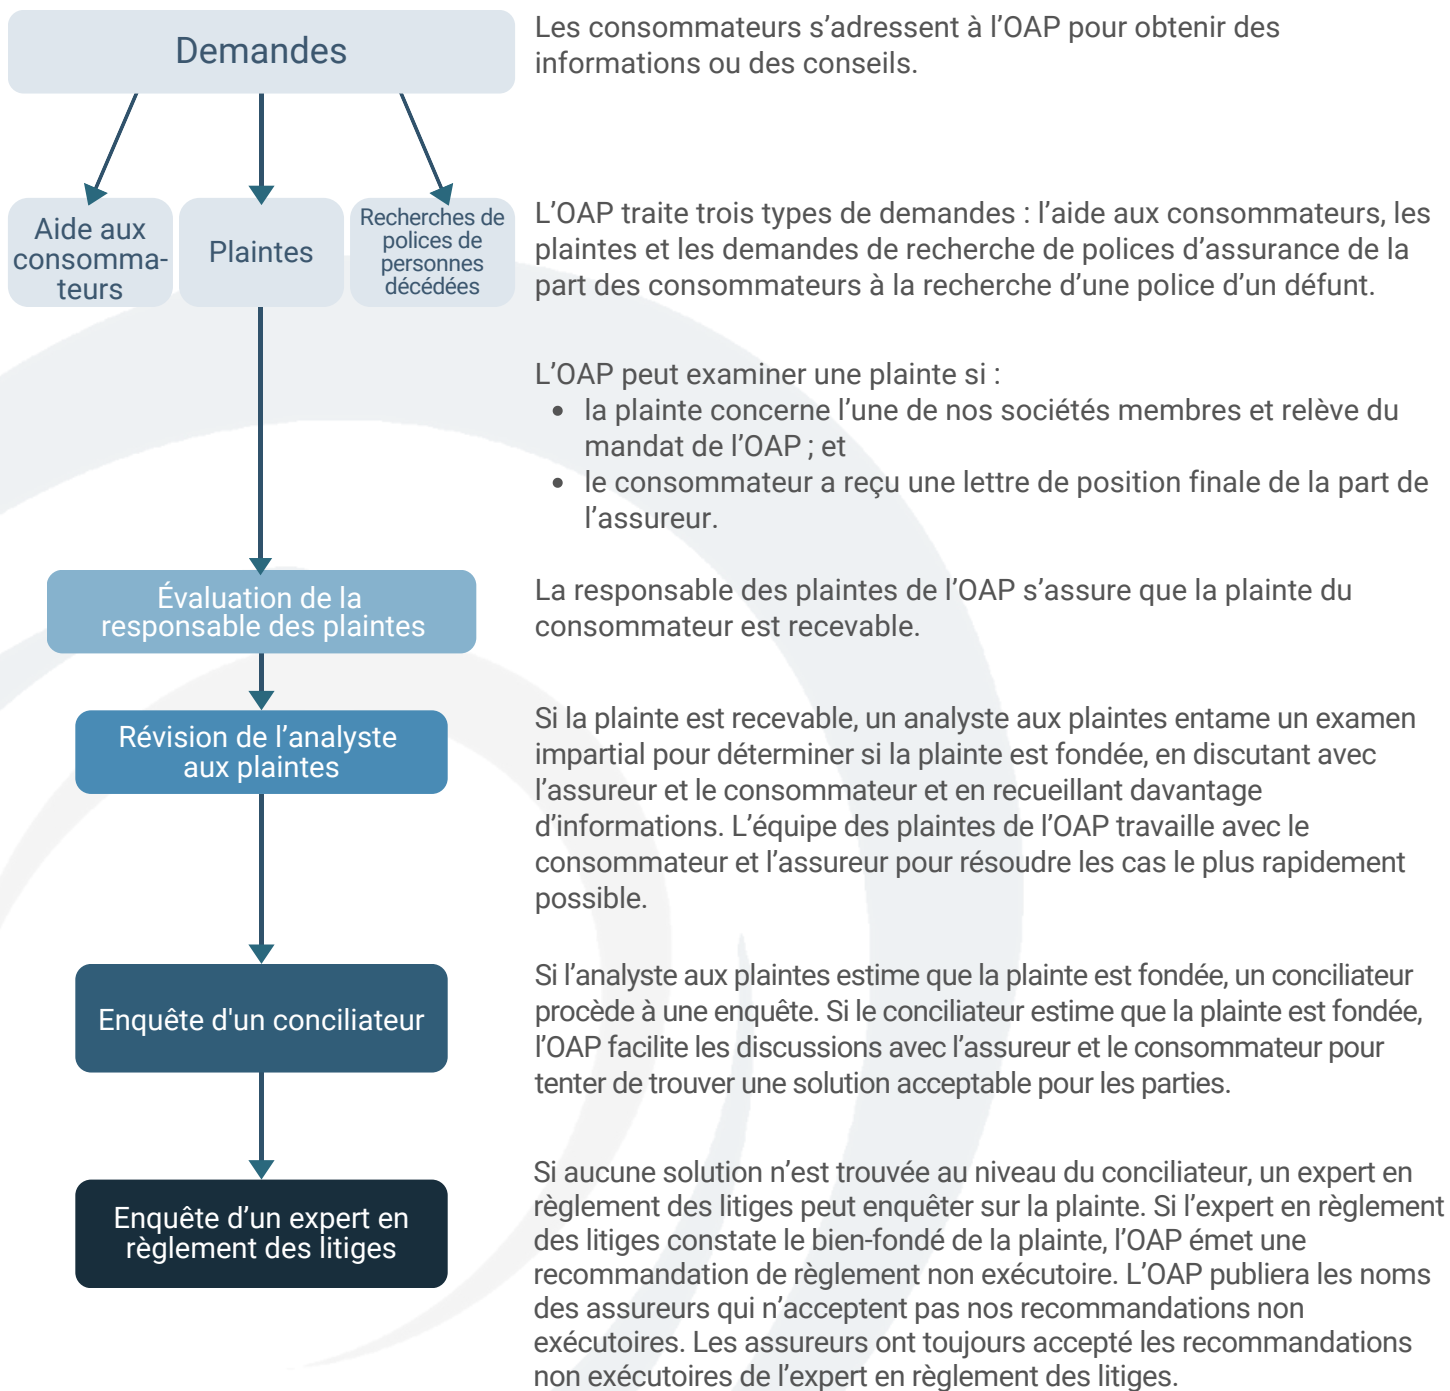 Demandes
Les consommateurs s’adressent à l’OAP pour obtenir des
informations ou des conseils.
Aide aux
consomma-
teurs
Plaintes
Recherches de
polices de
personnes
décédées
L’OAP traite trois types de demandes : l’aide aux consommateurs, les
plaintes et les demandes de recherche de polices d’assurance de la
part des consommateurs à la recherche d’une police d’un défunt.
L’OAP peut examiner une plainte si :
• la plainte concerne l’une de nos sociétés membres et relève du
mandat de l’OAP ; et
• le consommateur a reçu une lettre de position finale de la part de
l’assureur.
Évaluation de la
responsable des plaintes
La responsable des plaintes de l’OAP s’assure que la plainte du
consommateur est recevable.
Révision de l’analyste
aux plaintes
Si la plainte est recevable, un analyste aux plaintes entame un examen
impartial pour déterminer si la plainte est fondée, en discutant avec
l’assureur et le consommateur et en recueillant davantage
d’informations. L’équipe des plaintes de l’OAP travaille avec le
consommateur et l’assureur pour résoudre les cas le plus rapidement
possible.
Enquête d'un conciliateur
Si l’analyste aux plaintes estime que la plainte est fondée, un conciliateur
procède à une enquête. Si le conciliateur estime que la plainte est fondée,
l’OAP facilite les discussions avec l’assureur et le consommateur pour
tenter de trouver une solution acceptable pour les parties.
Enquête d’un expert en
règlement des litiges
Si aucune solution n’est trouvée au niveau du conciliateur, un expert en
règlement des litiges peut enquêter sur la plainte. Si l’expert en règlement
des litiges constate le bien-fondé de la plainte, l’OAP émet une
recommandation de règlement non exécutoire. L’OAP publiera les noms
des assureurs qui n’acceptent pas nos recommandations non
exécutoires. Les assureurs ont toujours accepté les recommandations
non exécutoires de l’expert en règlement des litiges.